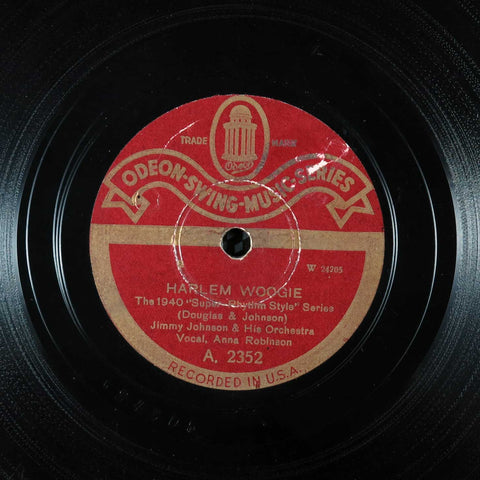 TRADE MARK
ODEON
ODEON-SWING-MUSIC-SERIES
W 24205
HARLEM WOOGIE
The 1940 "Super Rhythm Style" Series
(Douglas & Johnson)
Jimmy Johnson & His Orchestra
Vocal, Anna Robinson
A. 2352
RECORDED IN U.S.A.